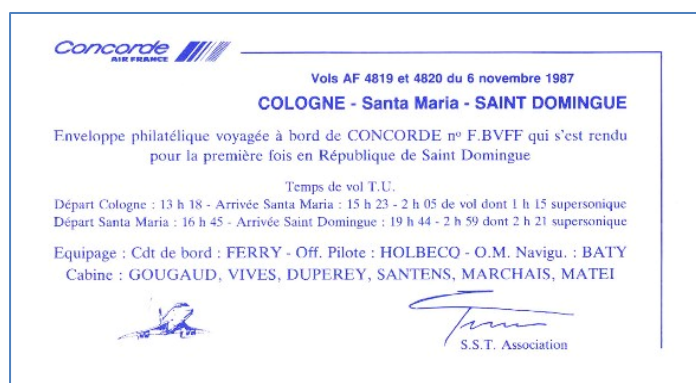 Concorde
AIR FRANCE
Vols AF 4819 et 4820 du 6 novembre 1987
COLOGNE - Santa Maria - SAINT DOMINGUE
Enveloppe philatélique voyagée à bord de CONCORDE nº F.BVFF qui s'est rendu
pour la première fois en République de Saint Domingue
Temps de vol T.U.
Départ Cologne : 13 h 18 - Arrivée Santa Maria : 15 h 23 - 2 h 05 de vol dont 1 h 15 supersonique
Départ Santa Maria : 16 h 45 - Arrivée Saint Domingue : 19 h 44 - 2 h 59 dont 2 h 21 supersonique
Equipage : Cdt de bord : FERRY - Off. Pilote : HOLBECQ - O.M. Navigu. : BATY
Cabine : GOUGAUD, VIVES, DUPEREY, SANTENS, MARCHAIS, MATEI
S.S.T. Association